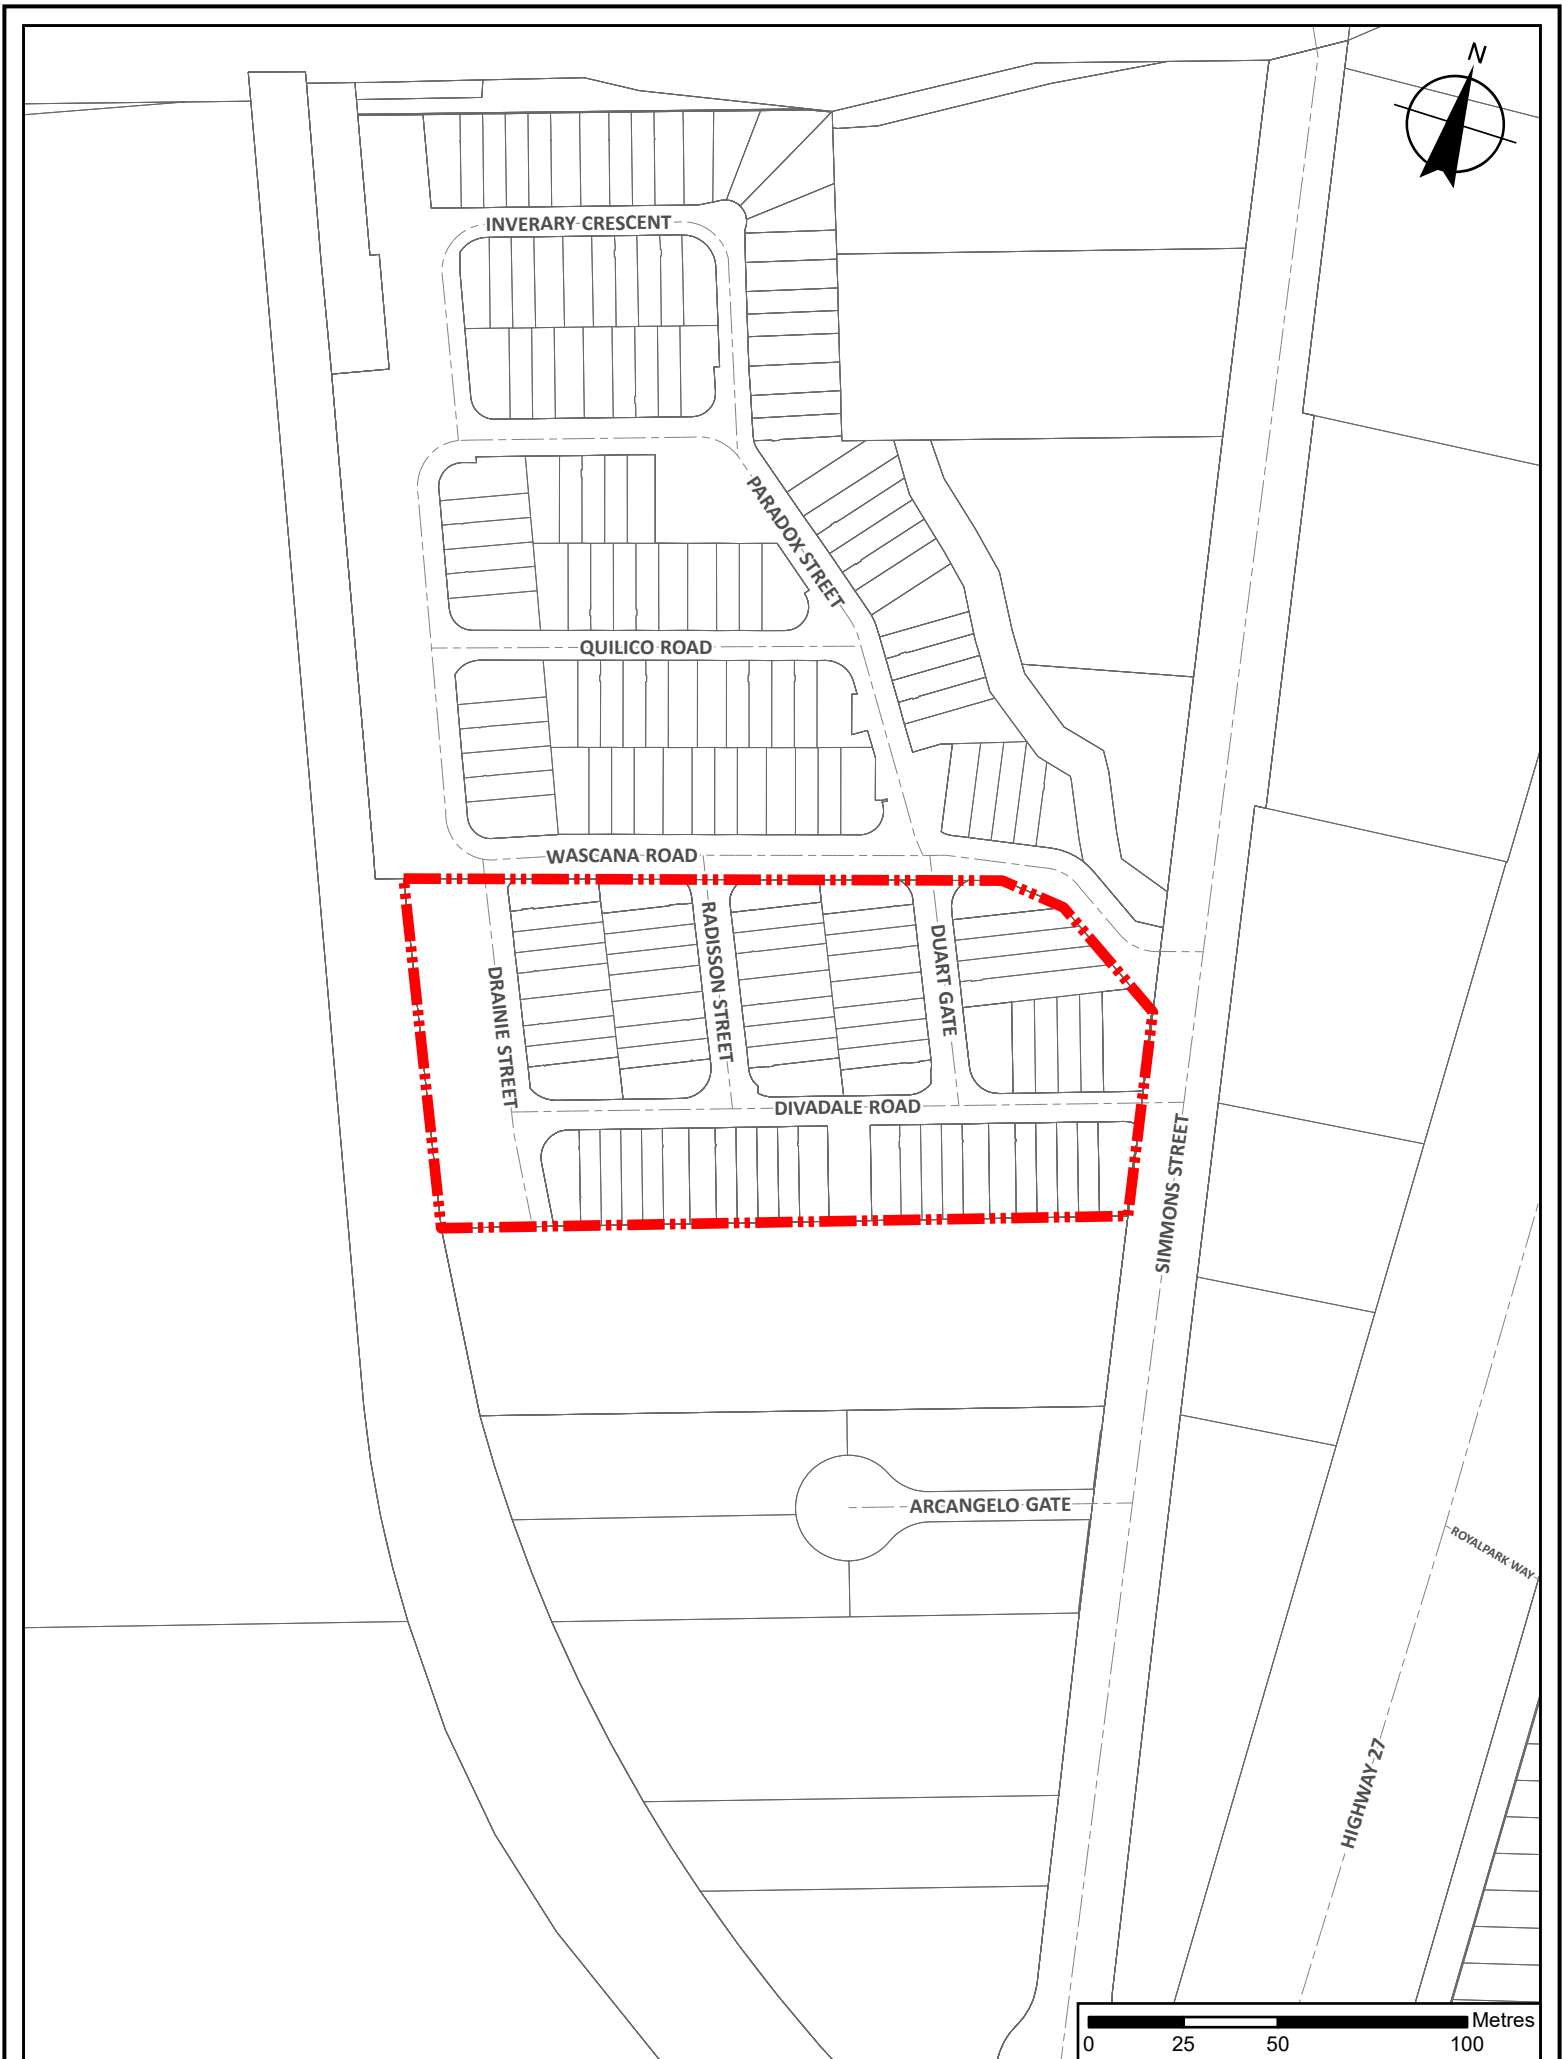 N
INVERARY CRESCENT
PARADOX STREET
QUILICO ROAD
WASCANA ROAD
RADISSON STREET
DUART GATE
DRAINIE STREET
DIVADALE ROAD
SIMMONS STREET
ARCANGELO GATE
ROYALPARK WAY
HIGHWAY 27
Metres
0 25 50 100